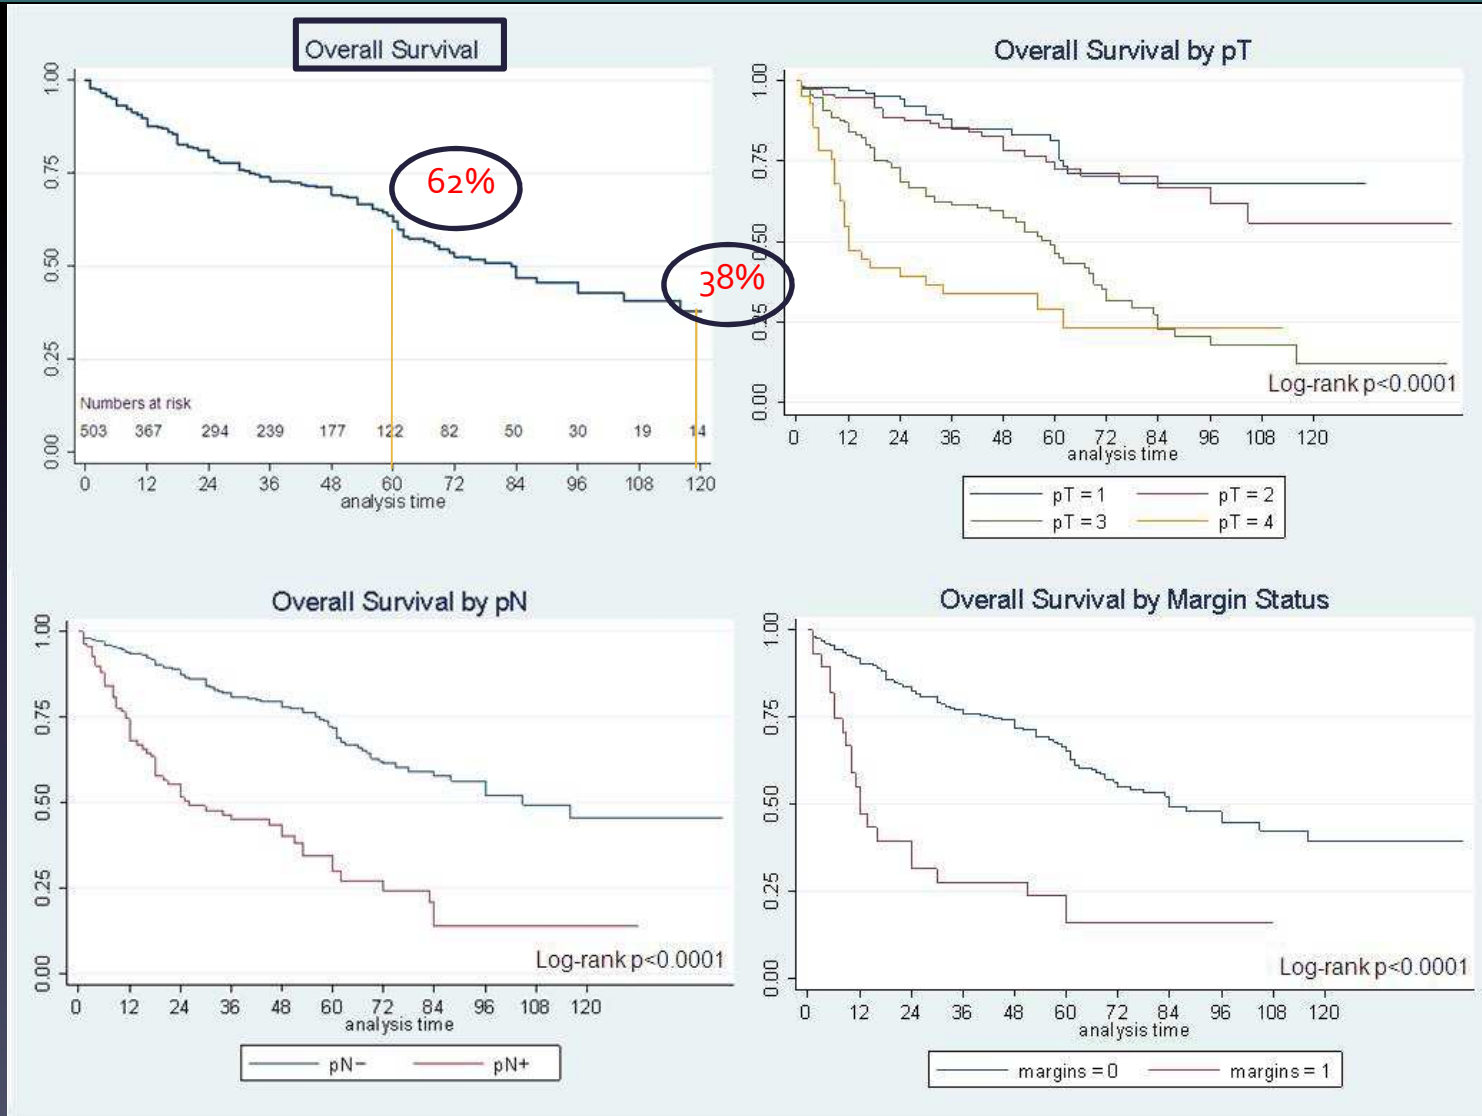 Overall Survival
1.00
0.75
0.50
0.25
0.00
62%
38%
Numbers at risk
503 367 294 239 177 122 82 50 30 19 14
0 12 24 36 48 60 72 84 96 108 120
analysis time
Overall Survival by pT
1.00
0.75
0.50
0.25
0.00
Log-rank p<0.0001
0 12 24 36 48 60 72 84 96 108 120
analysis time
pT = 1 pT = 2
pT = 3 pT = 4
Overall Survival by pN
1.00
0.75
0.50
0.25
0.00
Log-rank p<0.0001
0 12 24 36 48 60 72 84 96 108 120
analysis time
pN− pN+
Overall Survival by Margin Status
1.00
0.75
0.50
0.25
0.00
Log-rank p<0.0001
0 12 24 36 48 60 72 84 96 108 120
analysis time
margins = 0 margins = 1